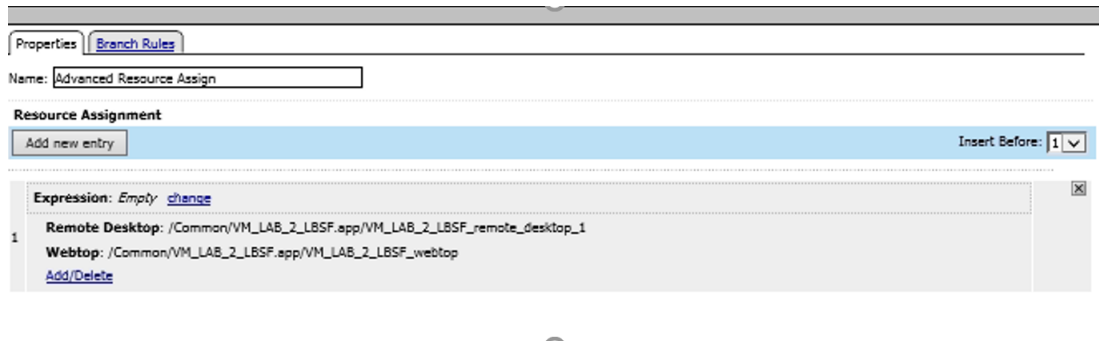 Properties Branch Rules
Name: Advanced Resource Assign
Resource Assignment
Add new entry Insert Before: 1
Expression: Empty change
1
Remote Desktop: /Common/VM_LAB_2_LBSF.app/VM_LAB_2_LBSF_remote_desktop_1
Webtop: /Common/VM_LAB_2_LBSF.app/VM_LAB_2_LBSF_webtop
Add/Delete